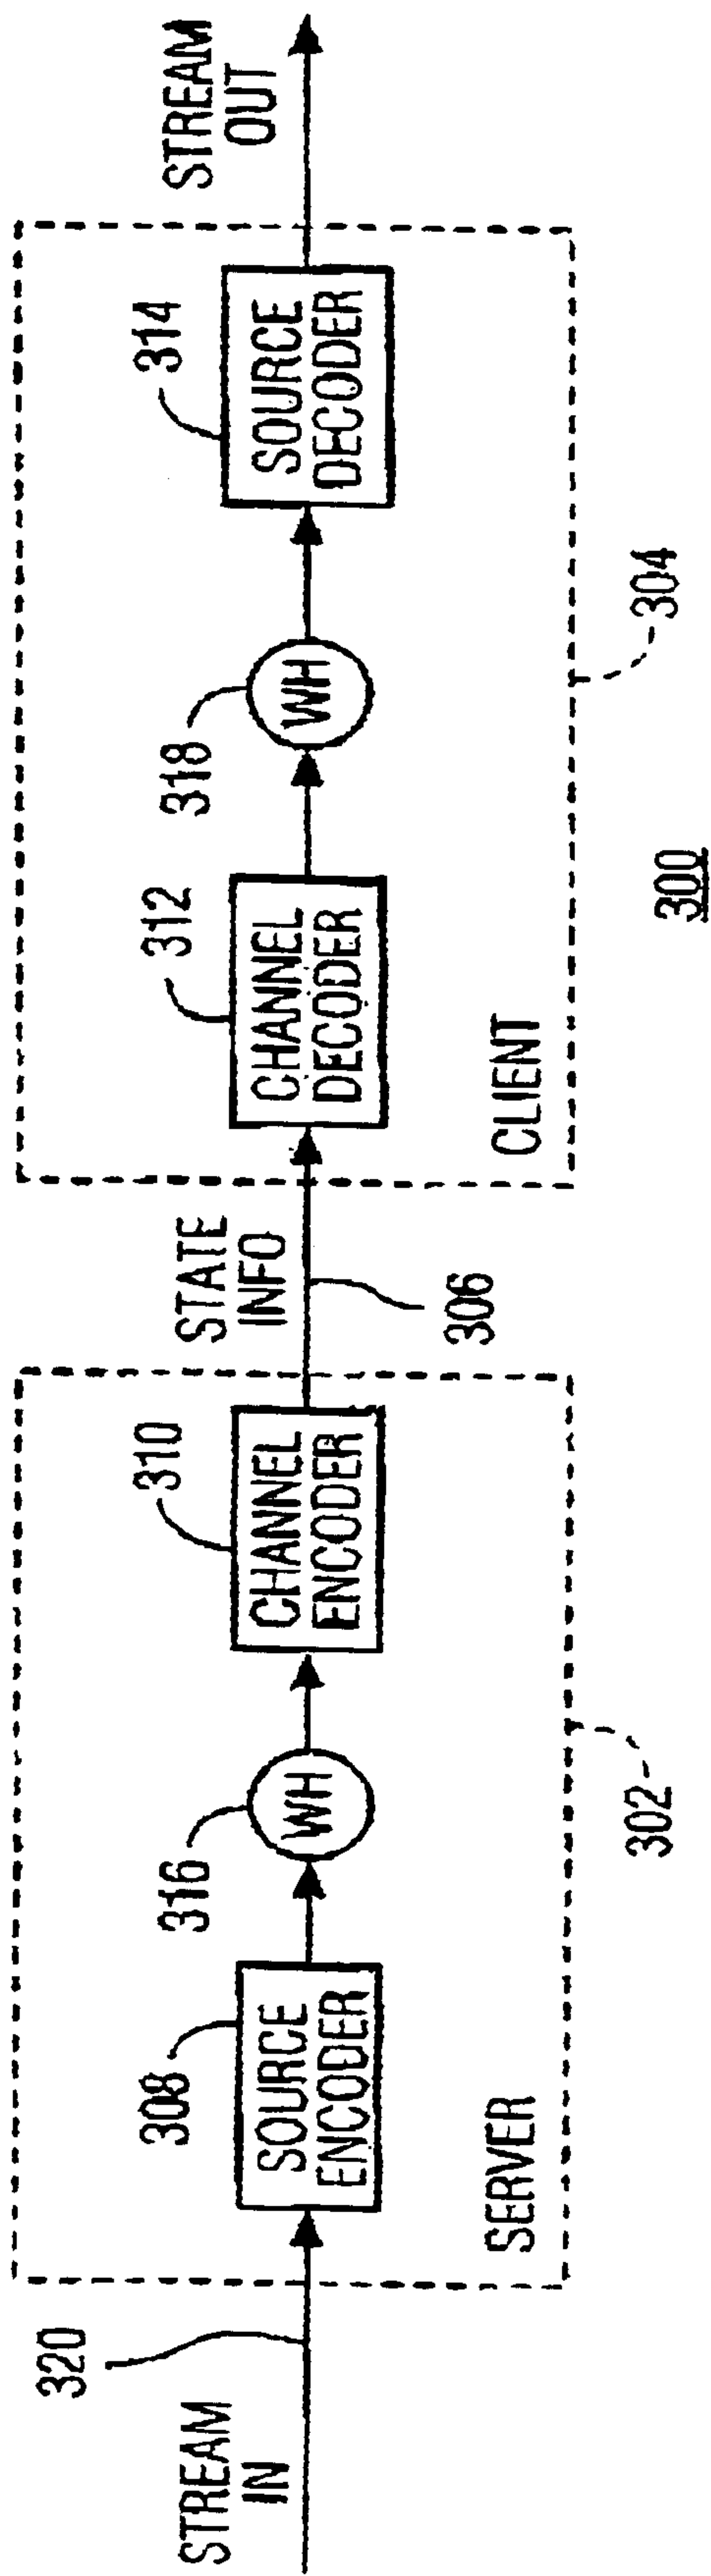 STREAM
IN
320
SERVER
308
SOURCE
ENCODER
316
WH
310
CHANNEL
ENCODER
302
STATE
INFO
306
CLIENT
312
CHANNEL
DECODER
318
WH
314
SOURCE
DECODER
304
STREAM
OUT
300